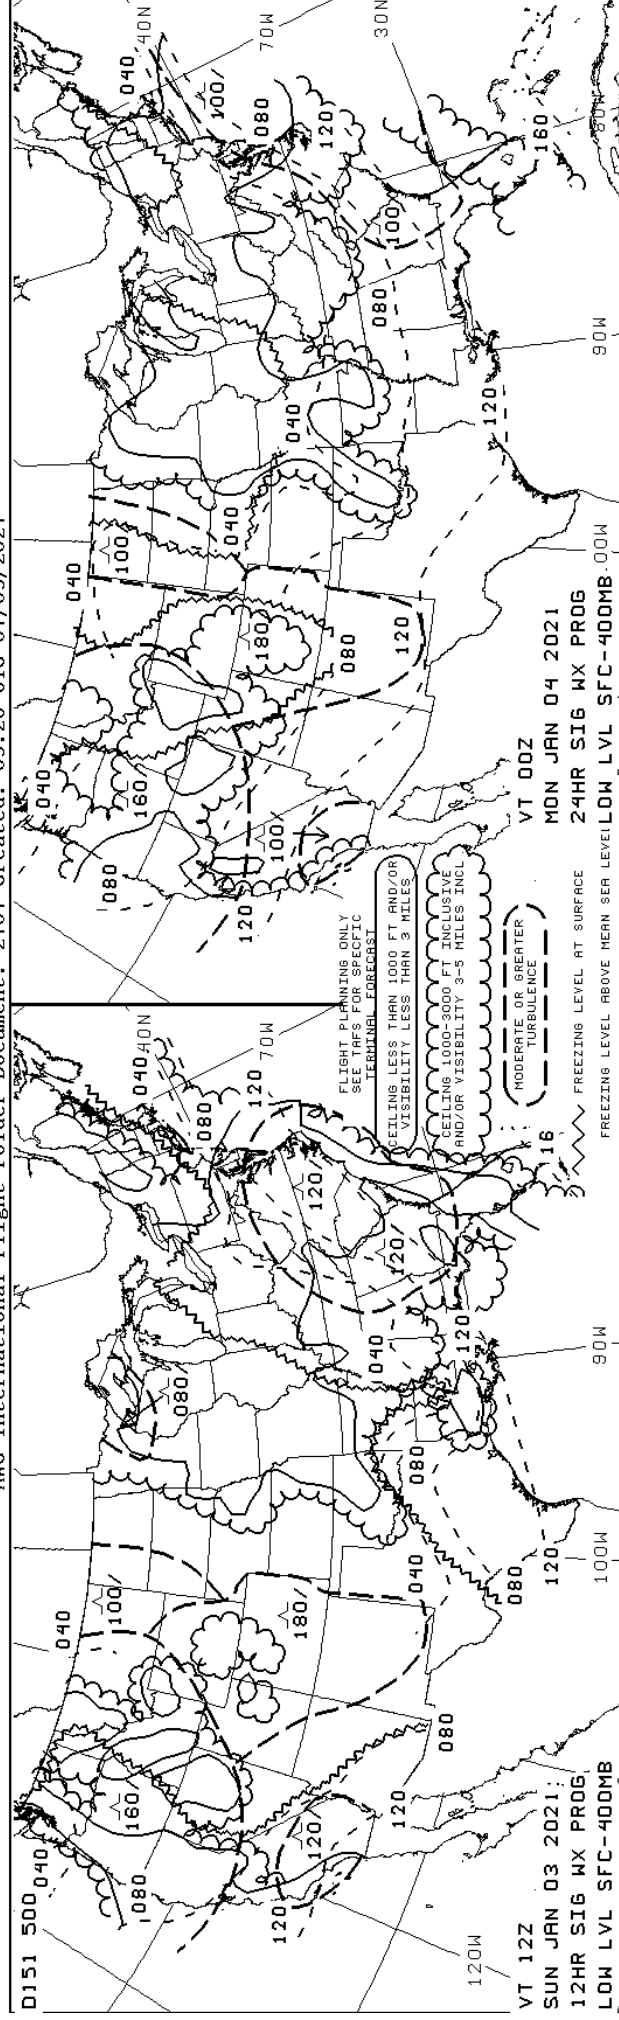 D151 500
VT 12Z
SUN JAN 03 2021
12HR SIG WX PROG
LOW LVL SFC-400MB
120W
040
080
120
160/
120/
040
100/
180/
080
120
040
080
120
100W
080/
080
040
120
90W
120/
120/
16
120
080
040
40N
70W
FLIGHT PLANNING ONLY
SEE TAFS FOR SPECFIC
TERMINAL FORECAST
CEILING LESS THAN 1000 FT AND/OR
VISIBILITY LESS THAN 3 MILES
CEILING 1000-3000 FT INCLUSIVE
AND/OR VISIBILITY 3-5 MILES INCL
MODERATE OR GREATER
TURBULENCE
FREEZING LEVEL AT SURFACE
FREEZING LEVEL ABOVE MEAN SEA LEVEL
VT 00Z
MON JAN 04 2021
24HR SIG WX PROG
LOW LVL SFC-400MB
040
080
120
160/
100/
040
100/
180/
080
120
040
00W
040
120
080
100
90W
160
120
080
100/
040
40N
70W
30N
80W